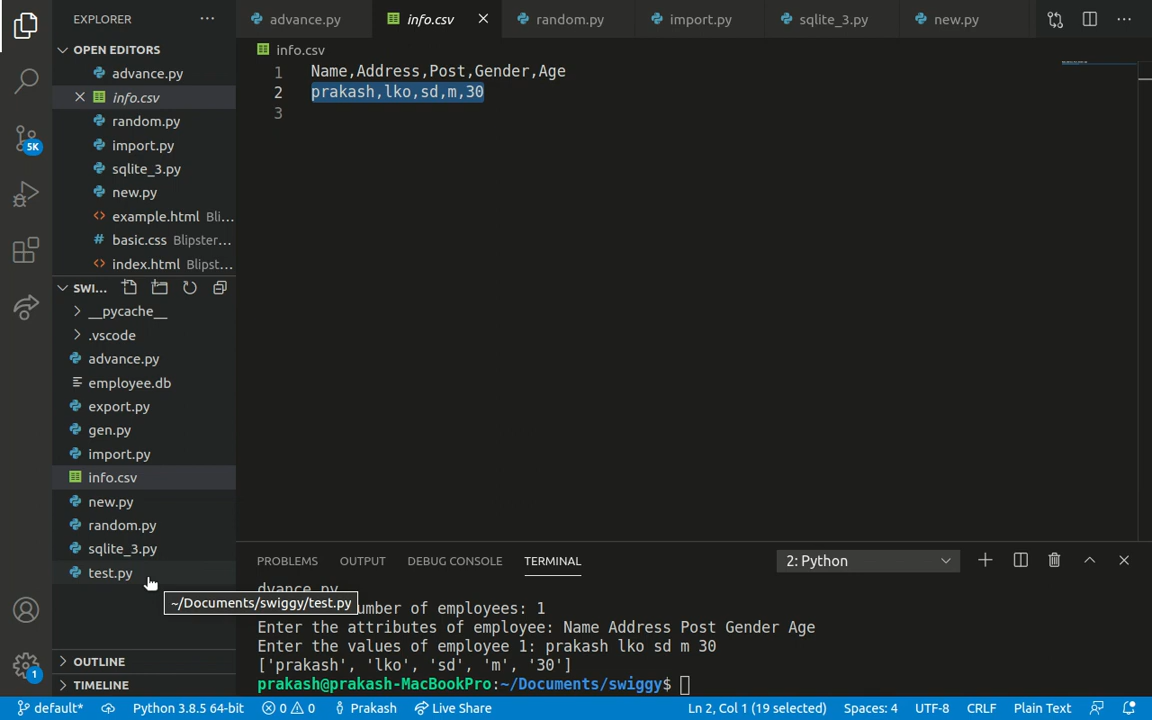 EXPLORER
advance.py
info.csv
random.py
import.py
sqlite_3.py
new.py
OPEN EDITORS
advance.py
info.csv
random.py
import.py
sqlite_3.py
new.py
example.html Bli...
basic.css Blipster...
index.html Blipst...
SWI...
__pycache__
.vscode
advance.py
employee.db
export.py
gen.py
import.py
info.csv
new.py
random.py
sqlite_3.py
test.py
~/Documents/swiggy/test.py
OUTLINE
TIMELINE
5K
1
info.csv
1 Name,Address,Post,Gender,Age
2 prakash,lko,sd,m,30
3
PROBLEMS OUTPUT DEBUG CONSOLE TERMINAL 2: Python
dvance.py
umber of employees: 1
Enter the attributes of employee: Name Address Post Gender Age
Enter the values of employee 1: prakash lko sd m 30
['prakash', 'lko', 'sd', 'm', '30']
prakash@prakash-MacBookPro:~/Documents/swiggy$
default* Python 3.8.5 64-bit 0 0 Prakash Live Share Ln 2, Col 1 (19 selected) Spaces: 4 UTF-8 CRLF Plain Text